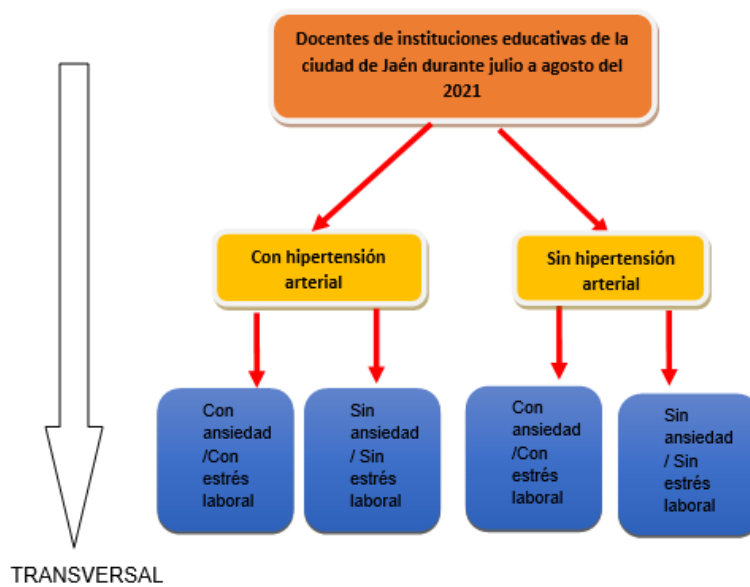 Docentes de instituciones educativas de la
ciudad de Jaén durante julio a agosto del
2021
Con hipertensión
arterial
Sin hipertensión
arterial
Con
ansiedad
/Con
estrés
laboral
Sin
ansiedad
/ Sin
estrés
laboral
Con
ansiedad
/Con
estrés
laboral
Sin
ansiedad
/ Sin
estrés
laboral
TRANSVERSAL